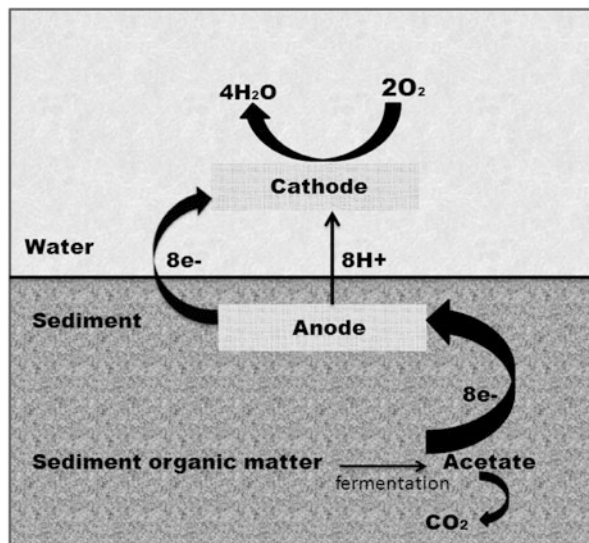 4H₂O 2O₂
Cathode
Water
8e- 8H+
Sediment Anode
8e-
Sediment organic matter Acetate
fermentation
CO₂